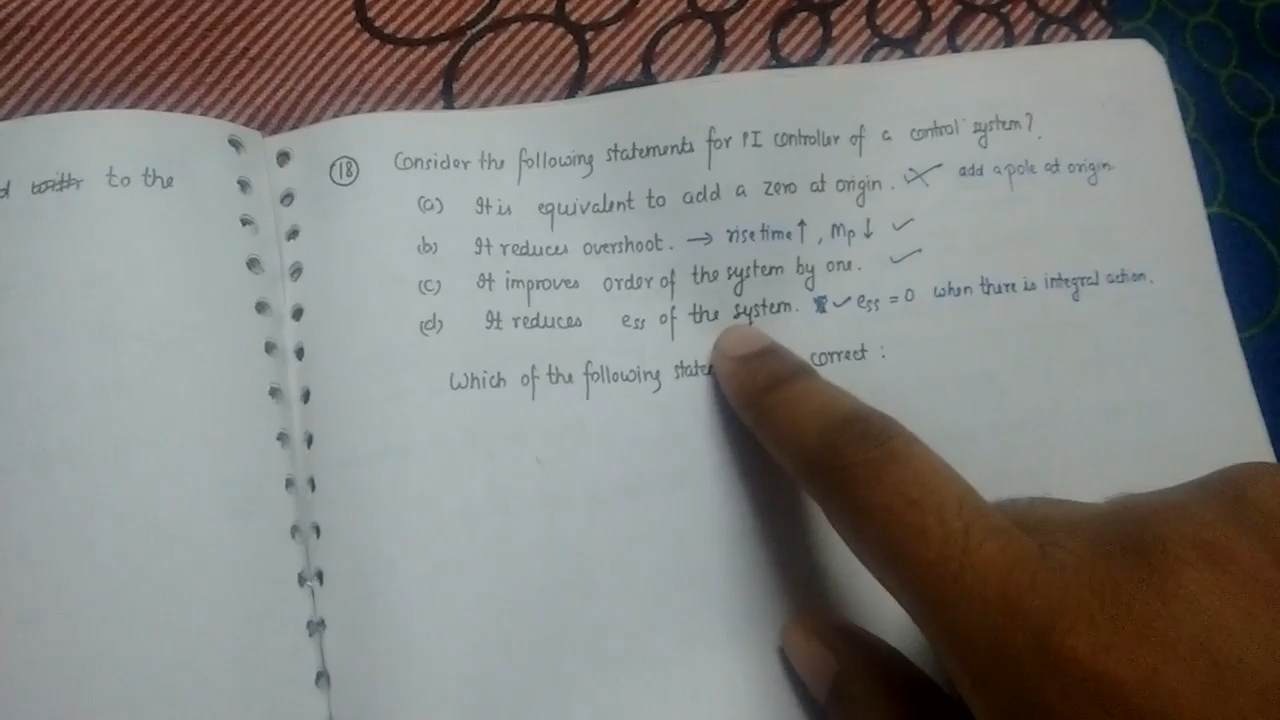 to the
(18) Consider the following statements for PI controller of a control system?
(a) It is equivalent to add a zero at origin. ✗ add a pole at origin
(b) It reduces overshoot. → rise time ↑, Mp ↓ ✓
(c) It improves order of the system by one. ✓
(d) It reduces ess of the system. ✓ ess = 0 when there is integral action.
Which of the following correct :